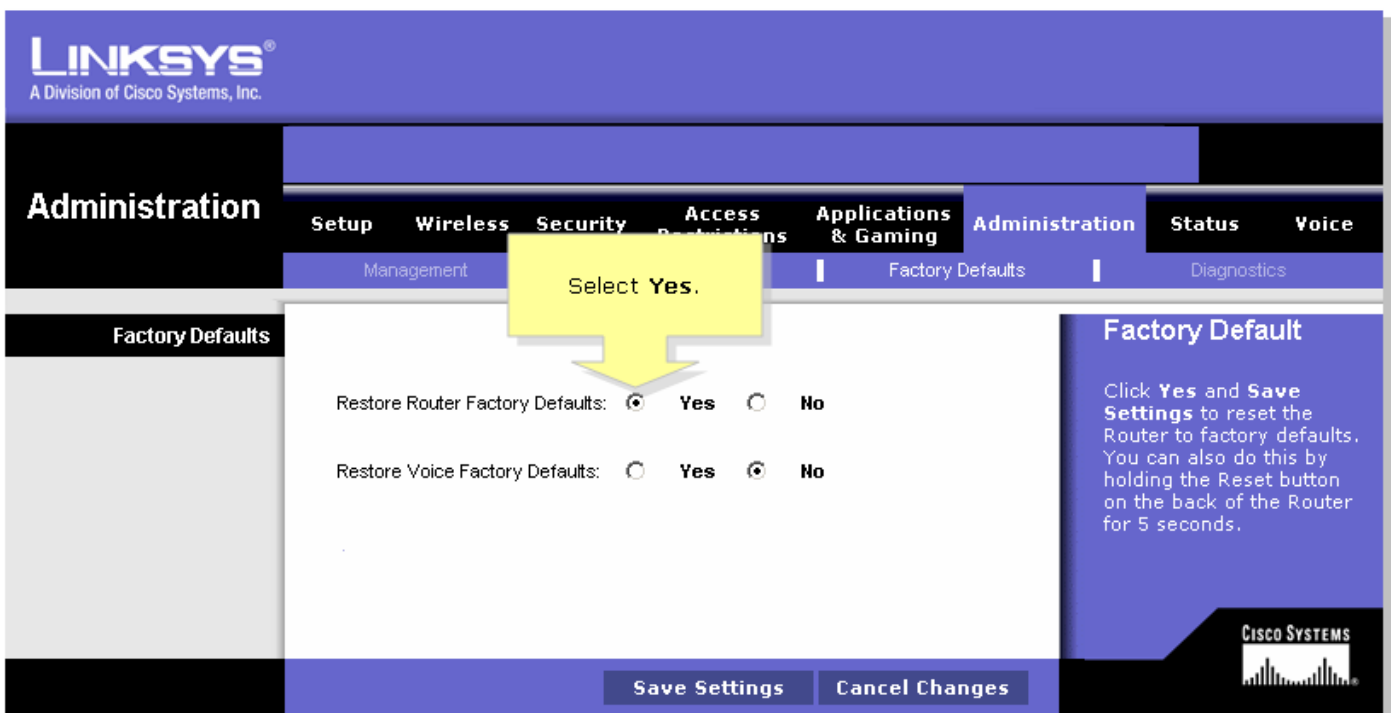 LINKSYS®
A Division of Cisco Systems, Inc.
Administration
Setup Wireless Security Access Applications & Gaming Administration Status Voice
Management Factory Defaults Diagnostics
Select Yes.
Factory Defaults
Restore Router Factory Defaults: Yes No
Restore Voice Factory Defaults: Yes No
Factory Default
Click Yes and Save
Settings to reset the
Router to factory defaults.
You can also do this by
holding the Reset button
on the back of the Router
for 5 seconds.
CISCO SYSTEMS
Save Settings Cancel Changes